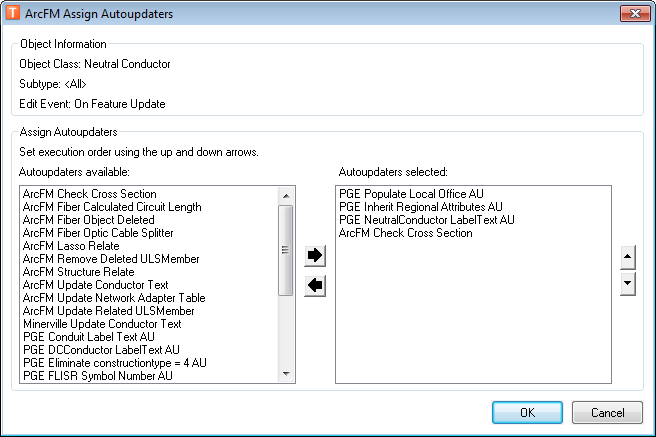 T ArcFM Assign Autoupdaters
Object Information
Object Class: Neutral Conductor
Subtype: <All>
Edit Event: On Feature Update
Assign Autoupdaters
Set execution order using the up and down arrows.
Autoupdaters available:
ArcFM Check Cross Section
ArcFM Fiber Calculated Circuit Length
ArcFM Fiber Object Deleted
ArcFM Fiber Optic Cable Splitter
ArcFM Lasso Relate
ArcFM Remove Deleted ULSMember
ArcFM Structure Relate
ArcFM Update Conductor Text
ArcFM Update Network Adapter Table
ArcFM Update Related ULSMember
Minerville Update Conductor Text
PGE Conduit Label Text AU
PGE DCConductor LabelText AU
PGE Eliminate constructiontype = 4 AU
PGE FLISR Symbol Number AU
Autoupdaters selected:
PGE Populate Local Office AU
PGE Inherit Regional Attributes AU
PGE NeutralConductor LabelText AU
ArcFM Check Cross Section
OK
Cancel